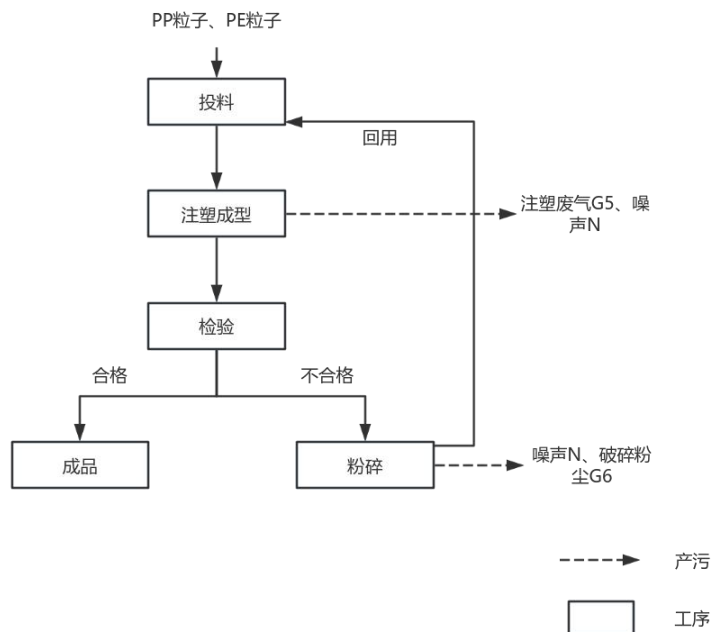 PP粒子、PE粒子
投料
回用
注塑成型
注塑废气G5、噪
声N
检验
合格
不合格
成品
粉碎
噪声N、破碎粉
尘G6
产污
工序